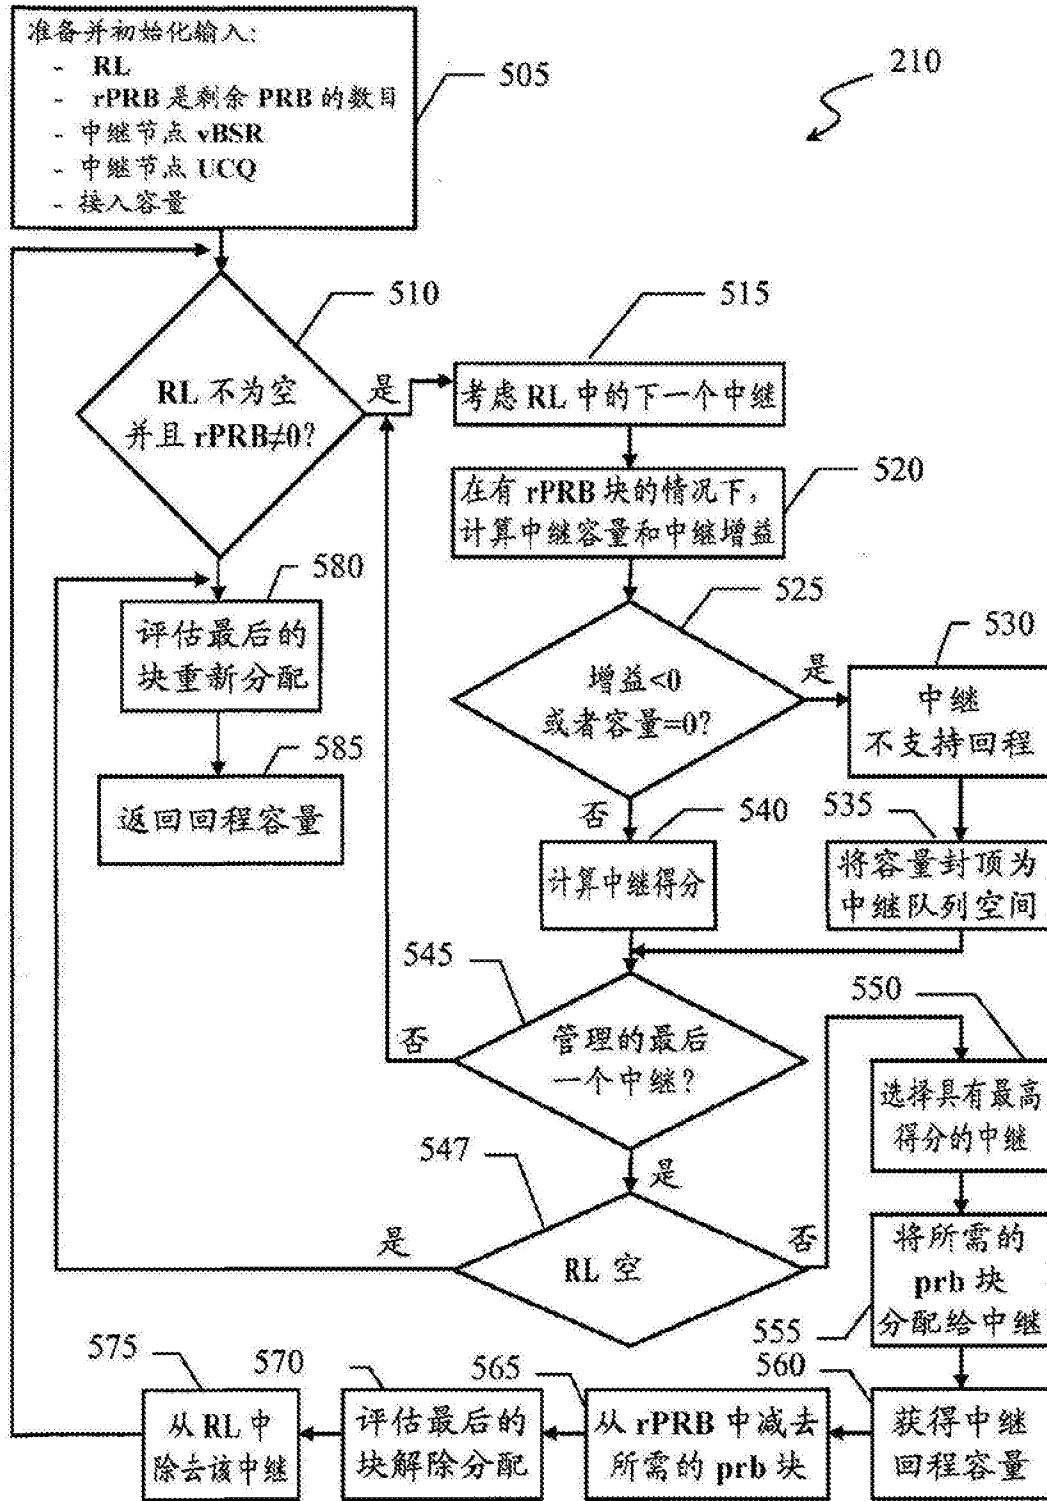 准备并初始化输入:
- RL
- rPRB 是剩余 PRB 的数目
- 中继节点 vBSR
- 中继节点 UCQ
- 接入容量
505
210
510
RL 不为空
并且 rPRB≠0?
是
515
考虑 RL 中的下一个中继
520
在有 rPRB 块的情况下,
计算中继容量和中继增益
525
增益<0
或者容量=0?
是
530
中继
不支持回程
580
评估最后的
块重新分配
585
返回回程容量
否
540
计算中继得分
535
将容量封顶为
中继队列空间
545
管理的最后
一个中继?
否
是
550
选择具有最高
得分的中继
547
RL 空
是
否
555
将所需的
prb 块
分配给中继
560
获得中继
回程容量
565
从 rPRB 中减去
所需的 prb 块
570
评估最后的
块解除分配
575
从 RL 中
除去该中继